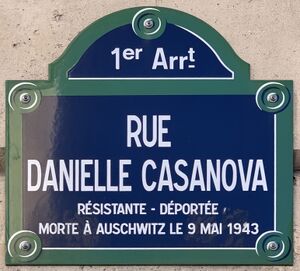 1er Arrt
RUE
DANIELLE CASANOVA
RÉSISTANTE - DÉPORTÉE
MORTE À AUSCHWITZ LE 9 MAI 1943